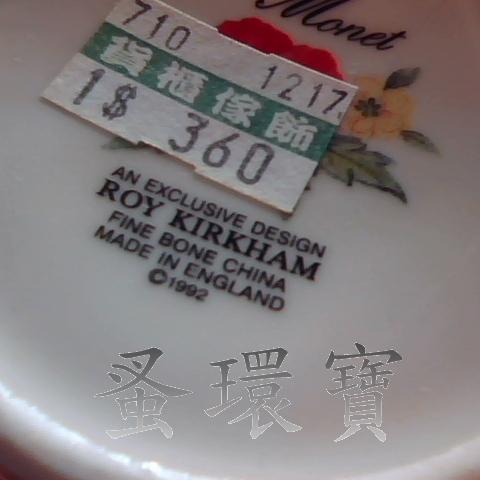 Monet
710 1217
貨櫃傢飾
1$ 360
AN EXCLUSIVE DESIGN
ROY KIRKHAM
FINE BONE CHINA
MADE IN ENGLAND
©1992
蚤環寶